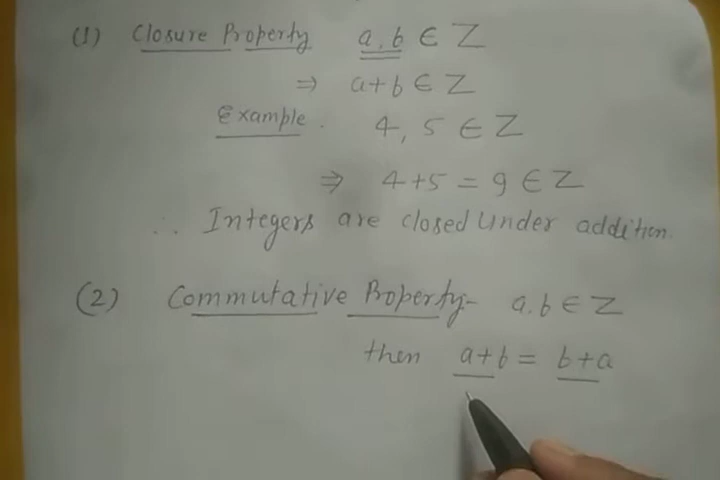 (1) Closure Property a, b ∈ Z
⇒ a+b ∈ Z
Example. 4, 5 ∈ Z
⇒ 4+5 = 9 ∈ Z
∴ Integers are closed under addition.
(2) Commutative Property- a,b ∈ Z
then a+b = b+a